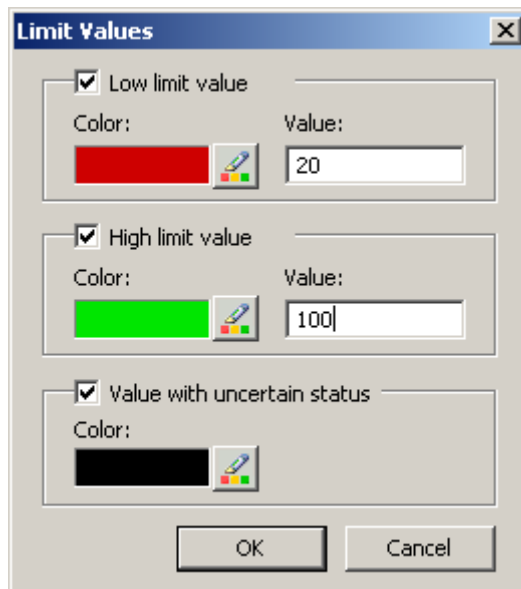 Limit Values
Low limit value
Color: Value:
20
High limit value
Color: Value:
100
Value with uncertain status
Color:
OK Cancel